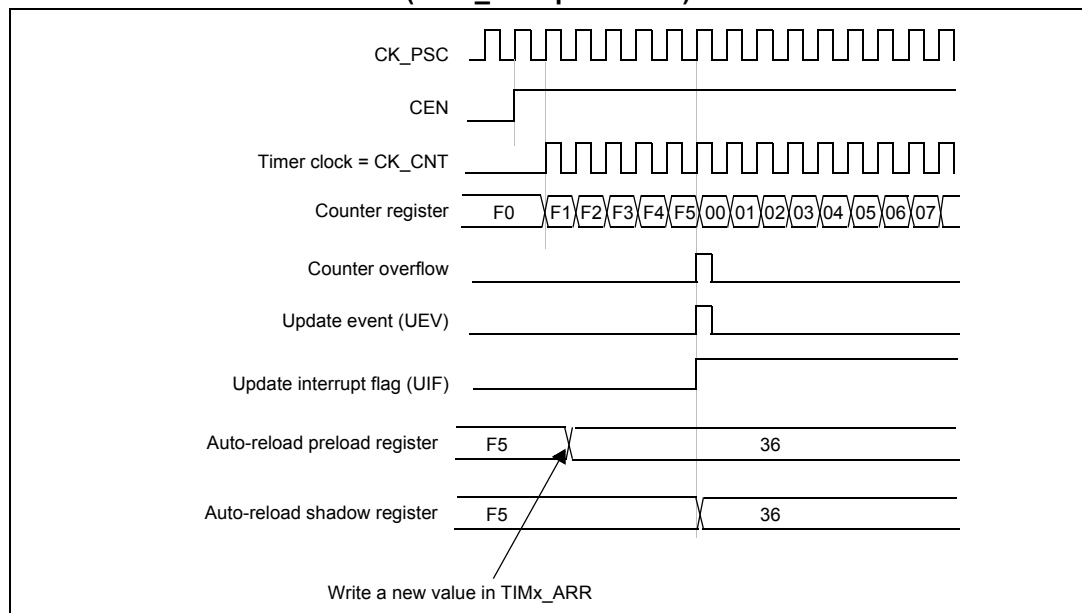 CK_PSC
CEN
Timer clock = CK_CNT
Counter register F0 F1 F2 F3 F4 F5 00 01 02 03 04 05 06 07
Counter overflow
Update event (UEV)
Update interrupt flag (UIF)
Auto-reload preload register F5 36
Auto-reload shadow register F5 36
Write a new value in TIMx_ARR